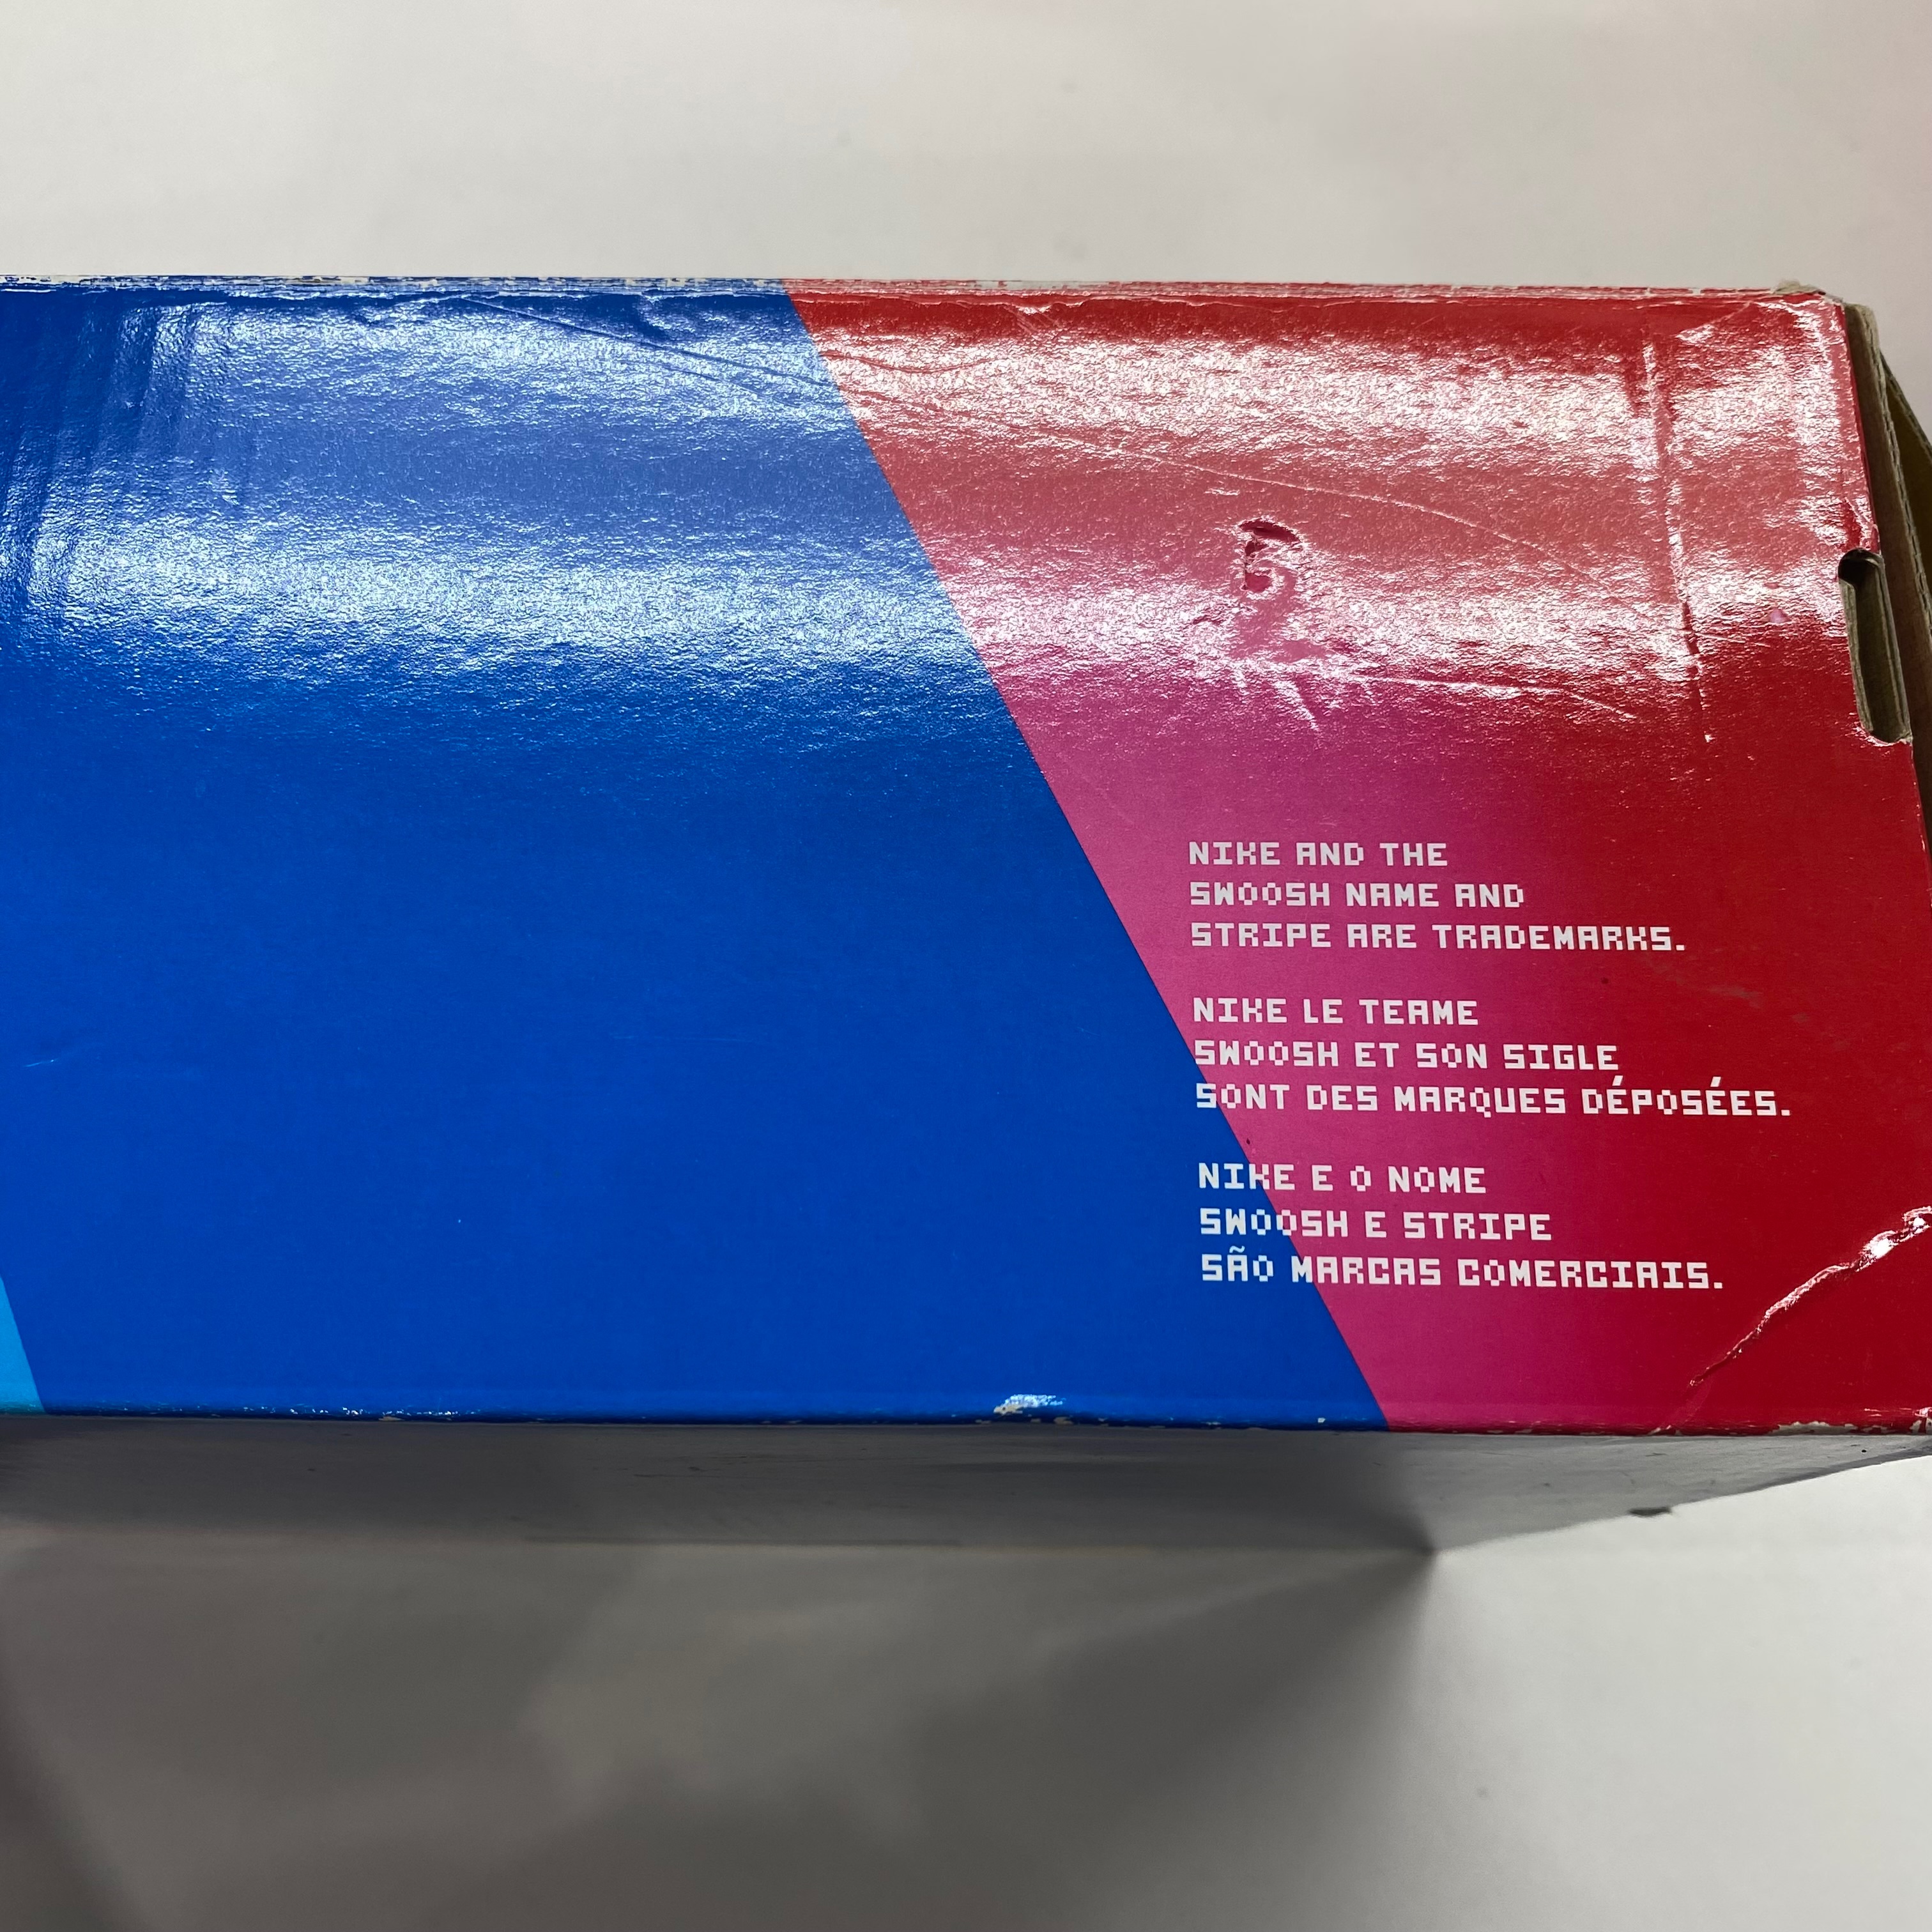 NIKE AND THE
SWOOSH NAME AND
STRIPE ARE TRADEMARKS.
NIKE LE TEAME
SWOOSH ET SON SIGLE
SONT DES MARQUES DÉPOSÉES.
NIKE E O NOME
SWOOSH E STRIPE
SÃO MARCAS COMERCIAIS.